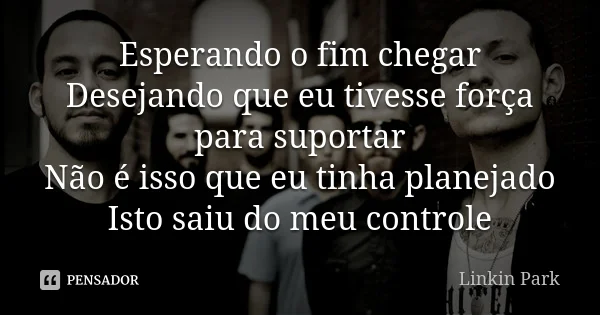 Esperando o fim chegar
Desejando que eu tivesse força
para suportar
Não é isso que eu tinha planejado
Isto saiu do meu controle
PENSADOR
Linkin Park